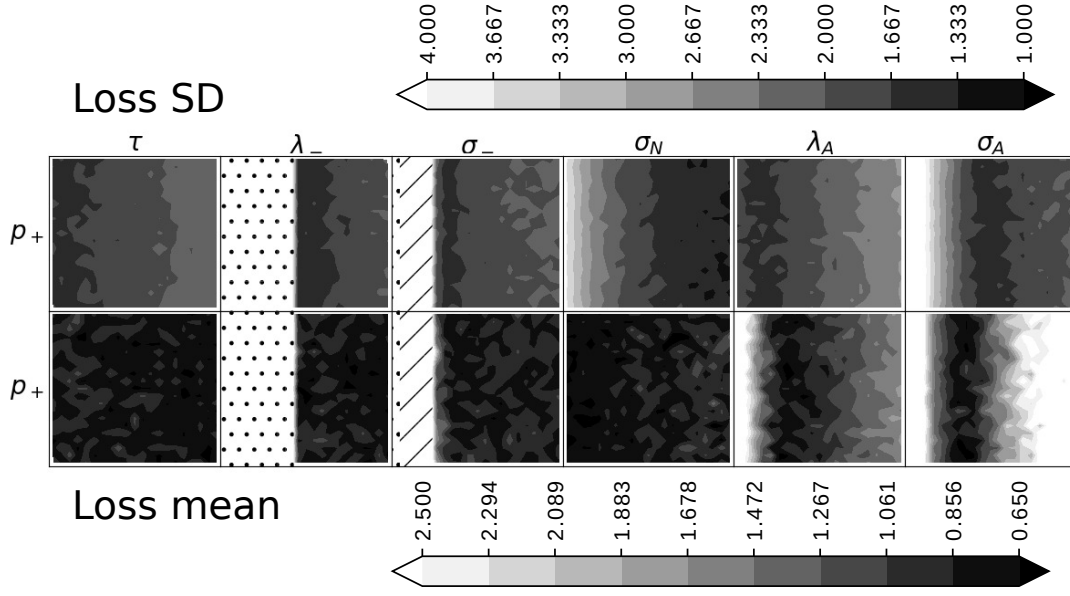 4.000 3.667 3.333 3.000 2.667 2.333 2.000 1.667 1.333 1.000
Loss SD
τ λ₋ σ₋ σ_N λ_A σ_A
p₊
p₊
Loss mean
2.500 2.294 2.089 1.883 1.678 1.472 1.267 1.061 0.856 0.650